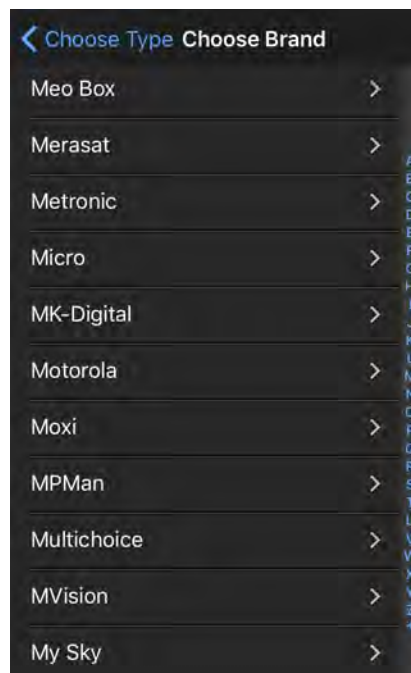 Choose Type Choose Brand
Meo Box
Merasat
Metronic
Micro
MK-Digital
Motorola
Moxi
MPMan
Multichoice
MVision
My Sky